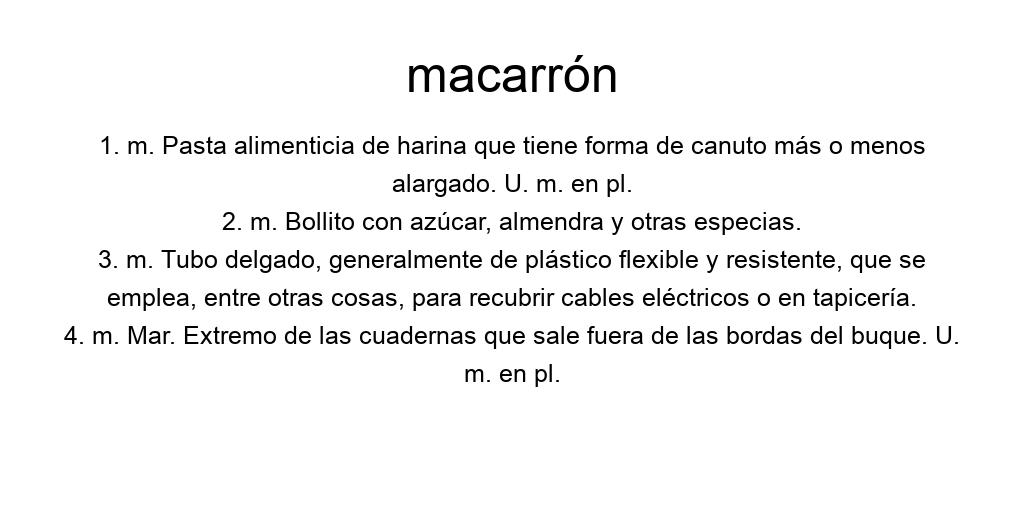 macarrón
1. m. Pasta alimenticia de harina que tiene forma de canuto más o menos
alargado. U. m. en pl.
2. m. Bollito con azúcar, almendra y otras especias.
3. m. Tubo delgado, generalmente de plástico flexible y resistente, que se
emplea, entre otras cosas, para recubrir cables eléctricos o en tapicería.
4. m. Mar. Extremo de las cuadernas que sale fuera de las bordas del buque. U.
m. en pl.